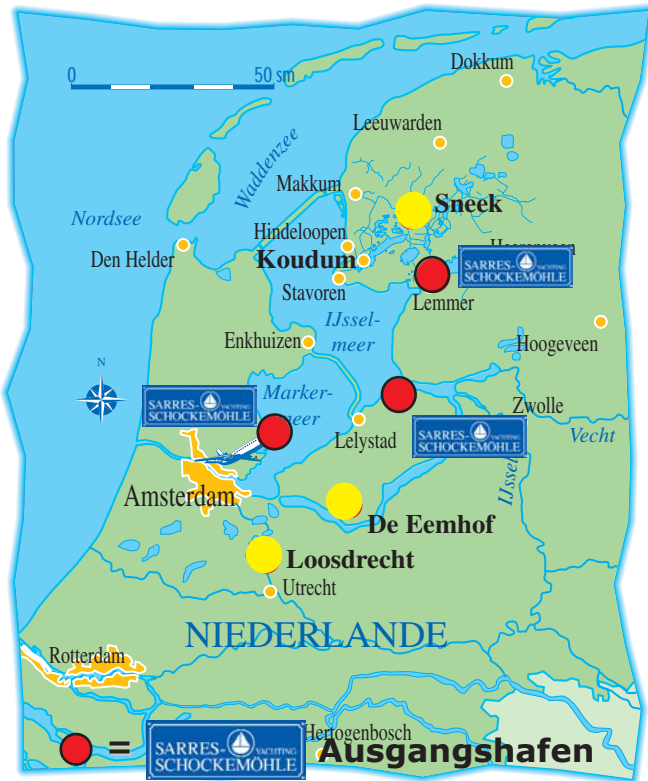 0 50 sm
Dokkum
Leeuwarden
Waddenzee
Makkum
Sneek
Nordsee
Hindeloopen
Den Helder
Koudum
SARRES- YACHTING
SCHOCKEMÖHLE
Stavoren
Lemmer
IJssel-
meer
Enkhuizen
Hoogeveen
N
Marker-
meer
SARRES- YACHTING
SCHOCKEMÖHLE
Zwolle
Lelystad
SARRES- YACHTING
SCHOCKEMÖHLE
Vecht
IJssel
Amsterdam
De Eemhof
Loosdrecht
Utrecht
NIEDERLANDE
Rotterdam
Hertogenbosch
= SARRES- YACHTING
SCHOCKEMÖHLE
Ausgangshafen